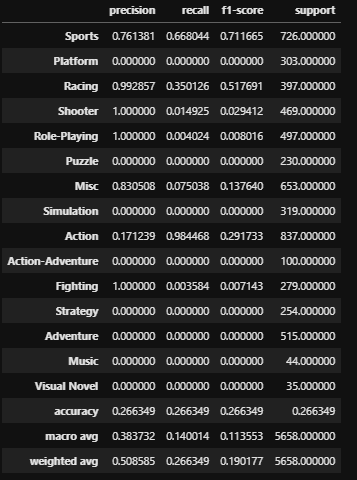 precision recall f1-score support
Sports 0.761381 0.668044 0.711665 726.000000
Platform 0.000000 0.000000 0.000000 303.000000
Racing 0.992857 0.350126 0.517691 397.000000
Shooter 1.000000 0.014925 0.029412 469.000000
Role-Playing 1.000000 0.004024 0.008016 497.000000
Puzzle 0.000000 0.000000 0.000000 230.000000
Misc 0.830508 0.075038 0.137640 653.000000
Simulation 0.000000 0.000000 0.000000 319.000000
Action 0.171239 0.984468 0.291733 837.000000
Action-Adventure 0.000000 0.000000 0.000000 100.000000
Fighting 1.000000 0.003584 0.007143 279.000000
Strategy 0.000000 0.000000 0.000000 254.000000
Adventure 0.000000 0.000000 0.000000 515.000000
Music 0.000000 0.000000 0.000000 44.000000
Visual Novel 0.000000 0.000000 0.000000 35.000000
accuracy 0.266349 0.266349 0.266349 0.266349
macro avg 0.383732 0.140014 0.113553 5658.000000
weighted avg 0.508585 0.266349 0.190177 5658.000000